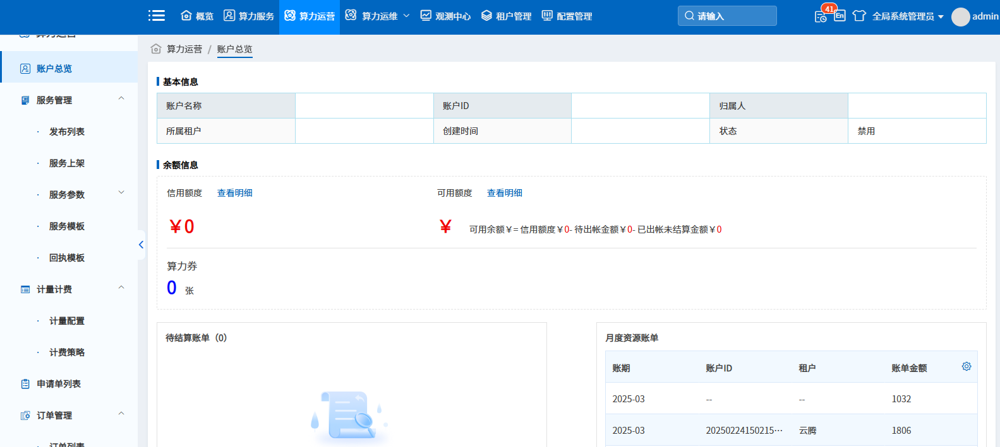 概览 算力服务 算力运营 算力运维 观测中心 租户管理 配置管理 请输入 41 En 全局系统管理员 admin
算力运营
账户总览
服务管理
· 发布列表
· 服务上架
· 服务参数
· 服务模板
· 回执模板
计量计费
· 计量配置
· 计费策略
申请单列表
订单管理
· 订单列表
算力运营 / 账户总览
基本信息
账户名称 账户ID 归属人
所属租户 创建时间 状态 禁用
余额信息
信用额度 查看明细 可用额度 查看明细
￥0 ￥ 可用余额￥= 信用额度￥0- 待出帐金额￥0- 已出帐未结算金额￥0
算力券
0 张
待结算账单（0）
月度资源账单
账期 账户ID 租户 账单金额
2025-03 -- -- 1032
2025-03 20250224150215··· 云腾 1806